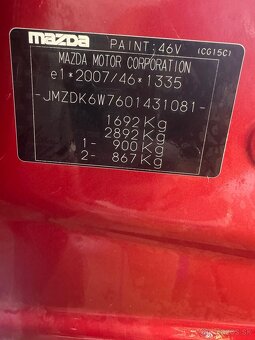 mazda PAINT:46V (CG15C)
MAZDA MOTOR CORPORATION
e1*2007/46*1335
-JMZDK6W7601431081-
1692Kg
2892Kg
1- 900Kg
2- 867Kg